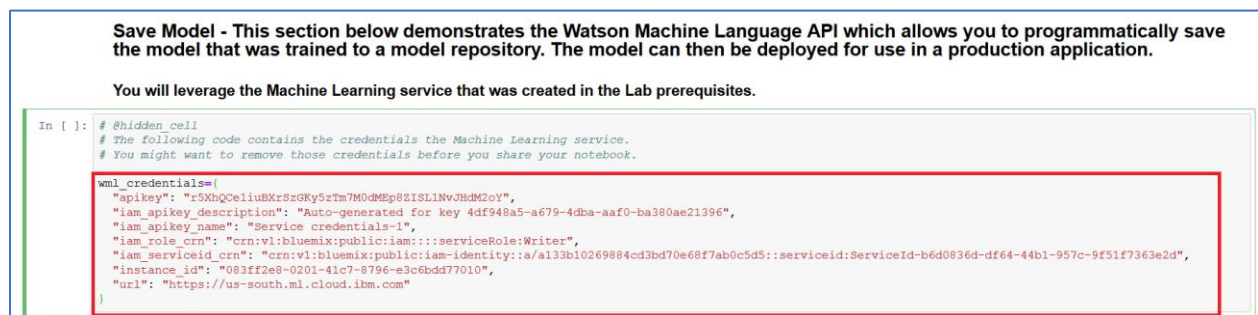 Save Model - This section below demonstrates the Watson Machine Language API which allows you to programmatically save
the model that was trained to a model repository. The model can then be deployed for use in a production application.
You will leverage the Machine Learning service that was created in the Lab prerequisites.
In [ ]: # @hidden_cell
# The following code contains the credentials the Machine Learning service.
# You might want to remove those credentials before you share your notebook.
wml_credentials={
"apikey": "r5XhQCe1iuBXrSzGKy5zTm7M0dMEp8ZISL1NvJHdM2oY",
"iam_apikey_description": "Auto-generated for key 4df948a5-a679-4dba-aaf0-ba380ae21396",
"iam_apikey_name": "Service credentials-1",
"iam_role_crn": "crn:v1:bluemix:public:iam::::serviceRole:Writer",
"iam_serviceid_crn": "crn:v1:bluemix:public:iam-identity::a/a133b10269884cd3bd70e68f7ab0c5d5::serviceid:ServiceId-b6d0836d-df64-44b1-957c-9f51f7363e2d",
"instance_id": "083ff2e8-0201-41c7-8796-e3c6bdd77010",
"url": "https://us-south.ml.cloud.ibm.com"
}